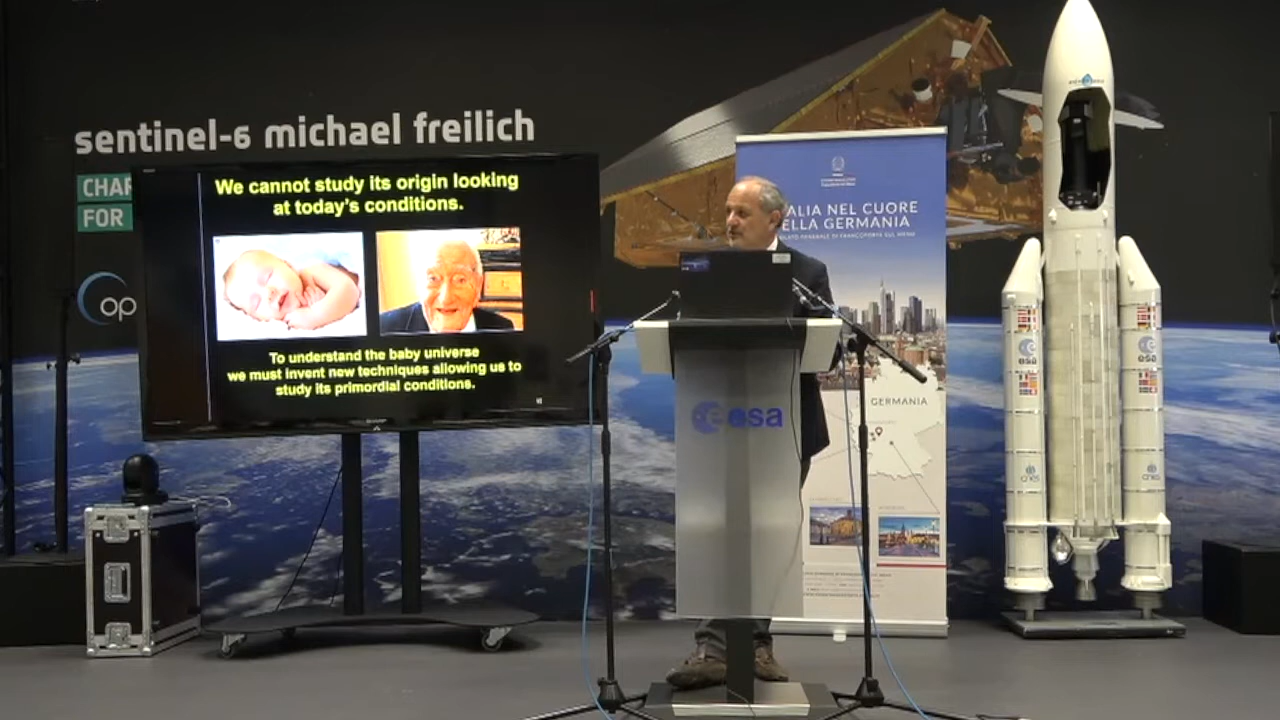 sentinel-6 michael freilich
CHAR
FOR
op
We cannot study its origin looking
at today's conditions.
To understand the baby universe
we must invent new techniques allowing us to
study its primordial conditions.
esa
ALIA NEL CUORE
ELLA GERMANIA
GERMANIA
esa
esa
cnes
cnes